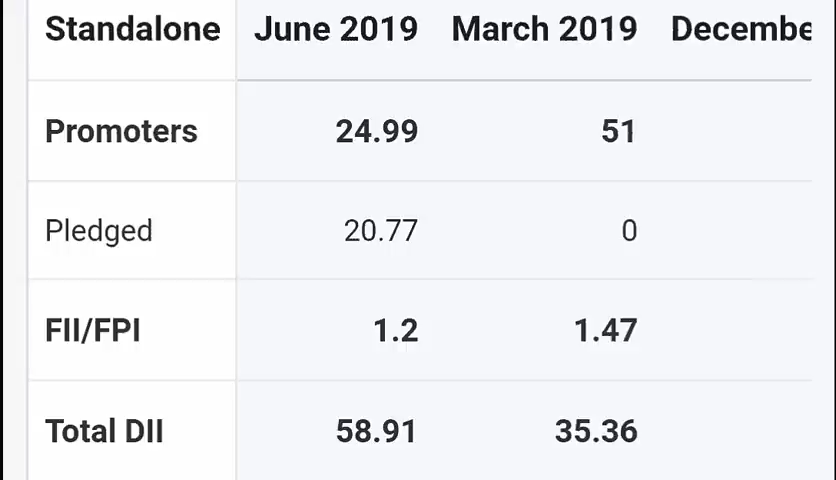 Standalone June 2019 March 2019 Decembe
Promoters 24.99 51
Pledged 20.77 0
FII/FPI 1.2 1.47
Total DII 58.91 35.36